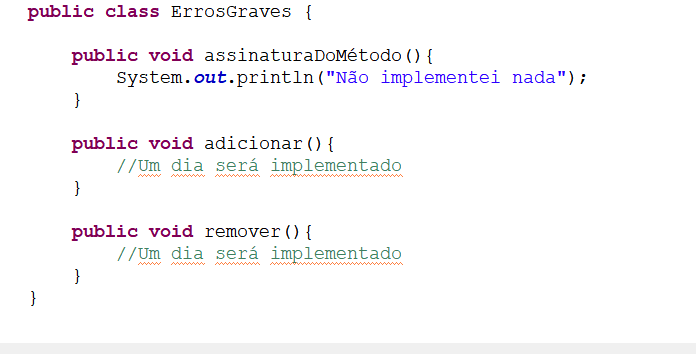 public class ErrosGraves {
public void assinaturaDoMétodo(){
System.out.println("Não implementei nada");
}
public void adicionar(){
//Um dia será implementado
}
public void remover(){
//Um dia será implementado
}
}